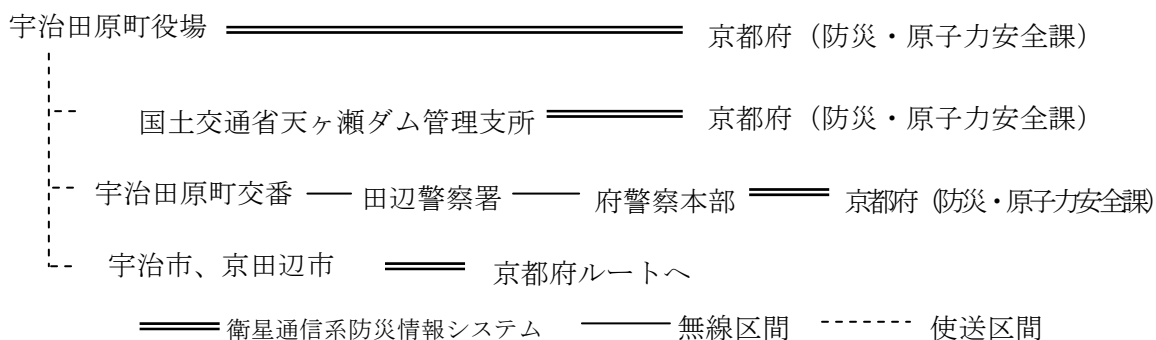 宇治田原町役場 京都府（防災・原子力安全課）
国土交通省天ヶ瀬ダム管理支所 京都府（防災・原子力安全課）
宇治田原町交番 田辺警察署 府警察本部 京都府（防災・原子力安全課）
宇治市、京田辺市 京都府ルートへ
衛星通信系防災情報システム 無線区間 使送区間